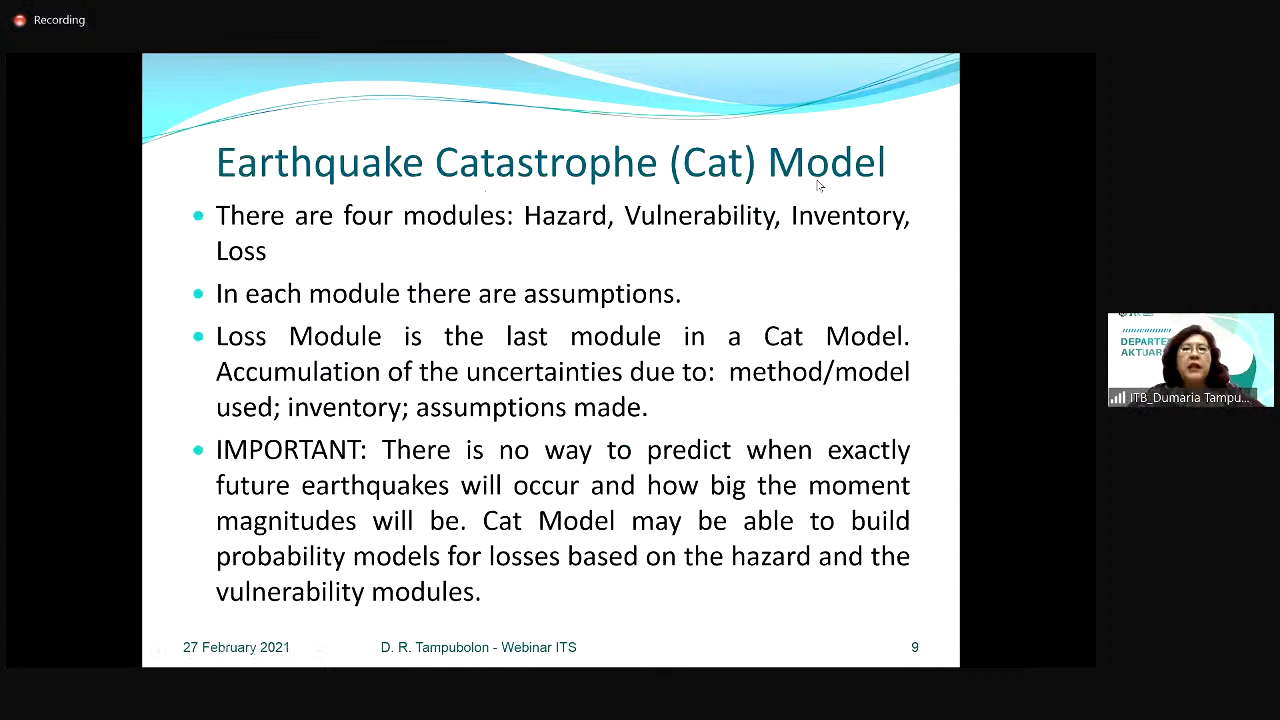 Recording
Earthquake Catastrophe (Cat) Model
• There are four modules: Hazard, Vulnerability, Inventory,
Loss
• In each module there are assumptions.
• Loss Module is the last module in a Cat Model.
Accumulation of the uncertainties due to: method/model
used; inventory; assumptions made.
• IMPORTANT: There is no way to predict when exactly
future earthquakes will occur and how big the moment
magnitudes will be. Cat Model may be able to build
probability models for losses based on the hazard and the
vulnerability modules.
27 February 2021 D. R. Tampubolon - Webinar ITS 9
ITB_Dumaria Tampu...